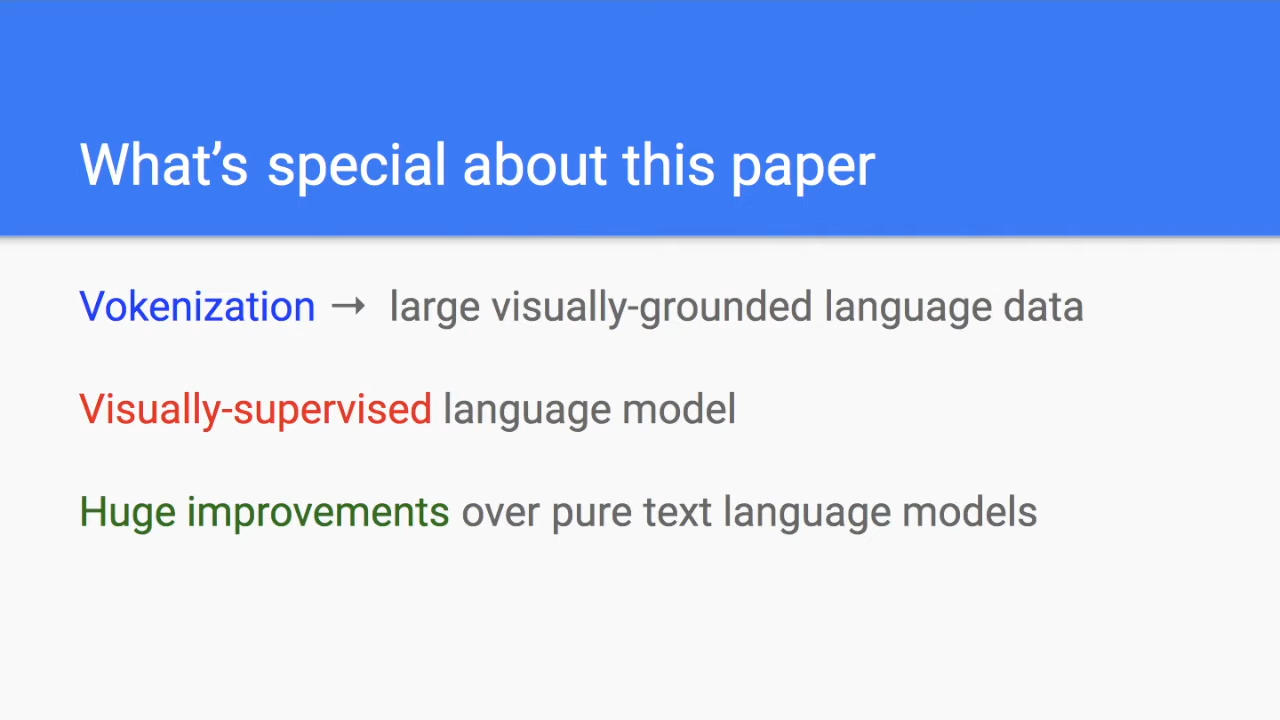 What’s special about this paper
Vokenization → large visually-grounded language data
Visually-supervised language model
Huge improvements over pure text language models